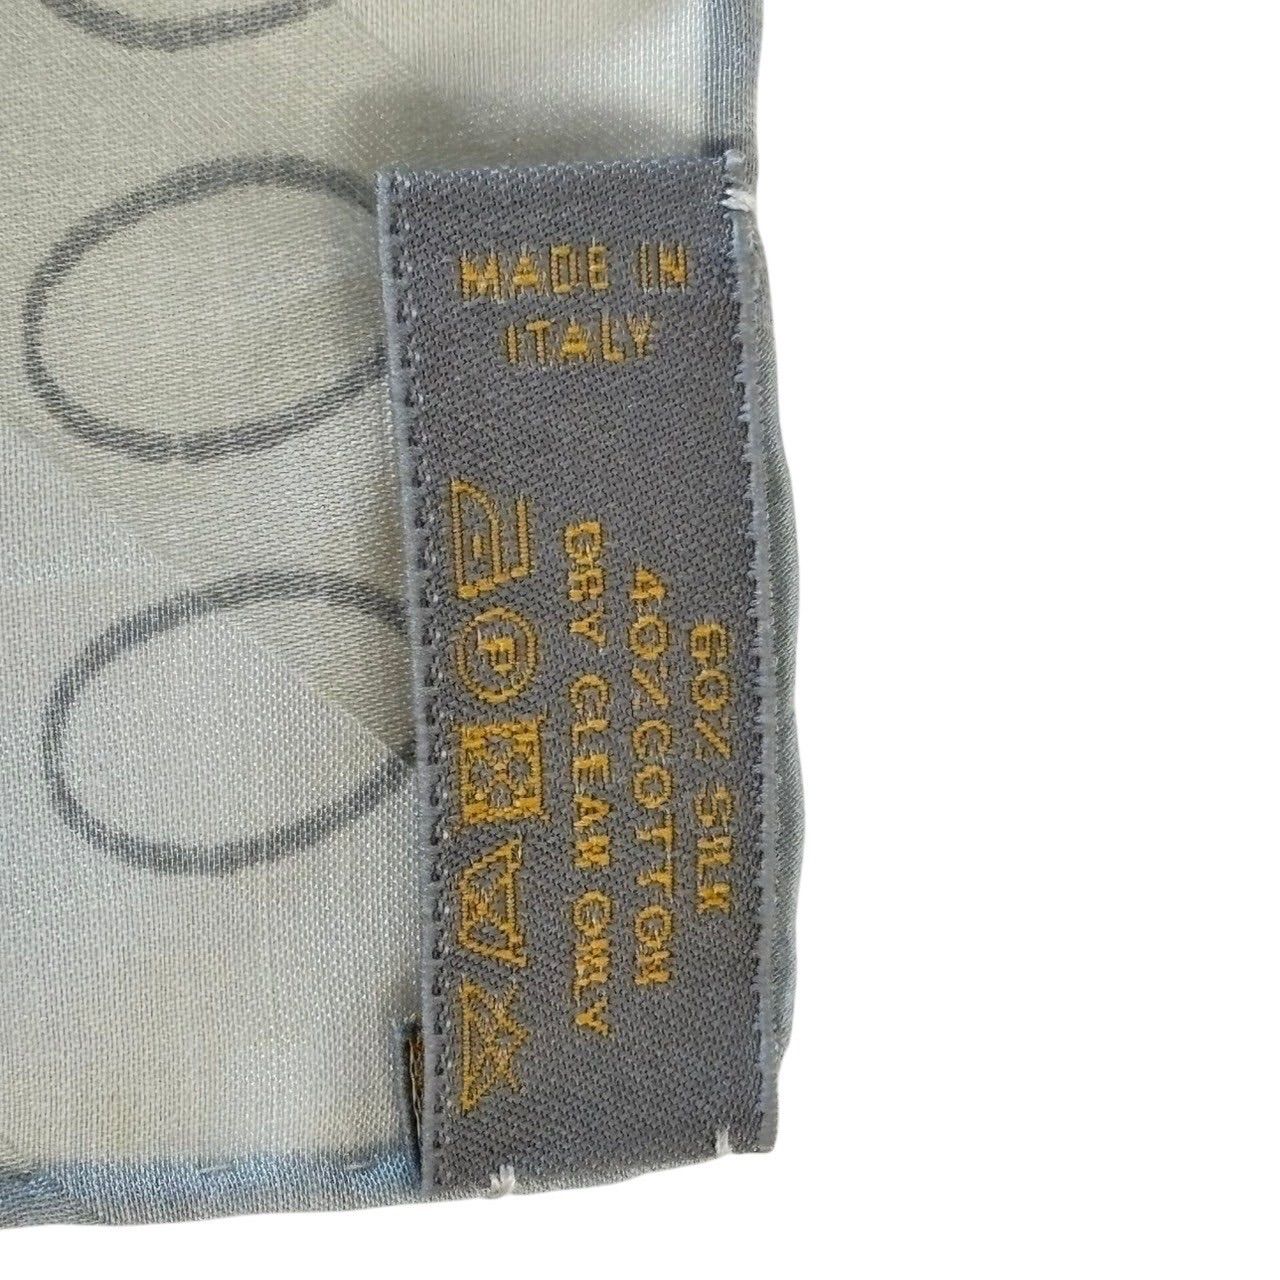 MADE IN
ITALY
60% SILK
40%COTTON
DRY CLEAN ONLY
F